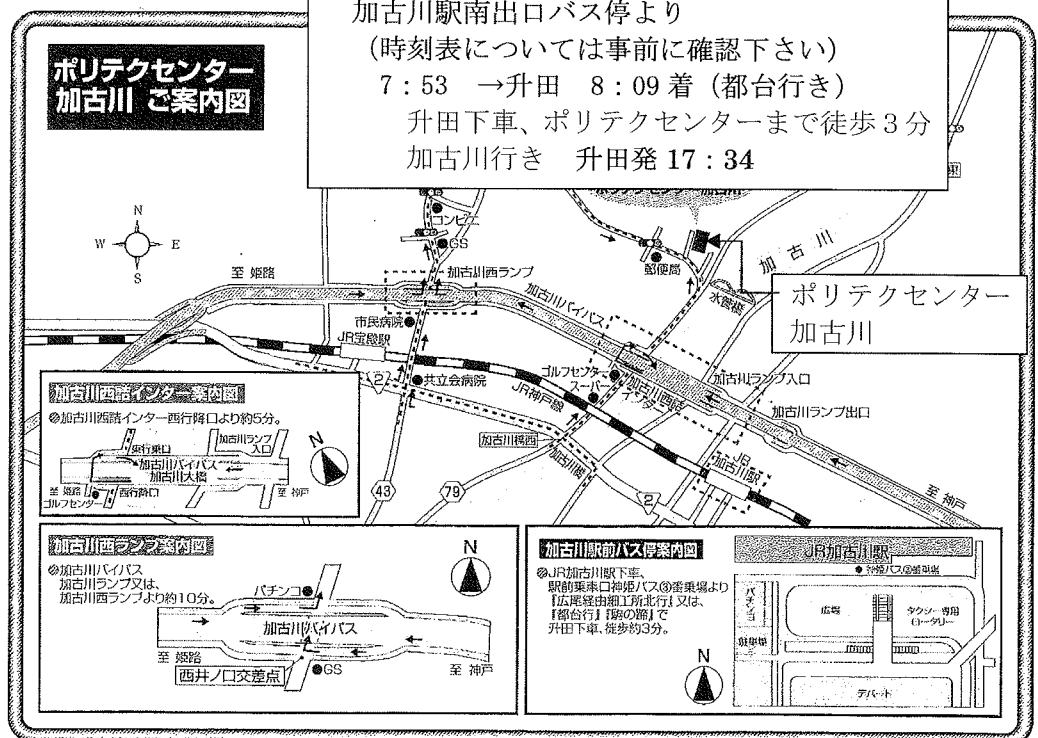 加古川駅南出口バス停より
(時刻表については事前に確認下さい)
7:53 →升田 8:09着(都台行き)
升田下車、ポリテクセンターまで徒歩3分
加古川行き 升田発17:34
ポリテクセンター
加古川 ご案内図
N
W
E
S
コンビニ
GS
至 姫路
加古川西ランプ
市民病院
JR宝殿駅
2
共立会病院
加古川バイパス
郵便局
加古川
水管橋
ポリテクセンター
加古川
ゴルフセンター
スーパー
JR神戸線
加古川ランプ入口
加古川ランプ出口
加古川橋西
加古川橋
JR
加古川駅
至 神戸
43
79
2
加古川西詰インター案内図
◎加古川西詰インター西行降口より約5分。
東行乗口
加古川ランプ
入口
加古川バイパス
加古川大橋
至 姫路
西行降口
至 神戸
ゴルフセンター
N
加古川西ランプ案内図
◎加古川バイパス
加古川ランプ又は、
加古川西ランプより約10分。
パチンコ
加古川バイパス
至 姫路
至 神戸
西井ノ口交差点
GS
N
加古川駅前バス停案内図
◎JR加古川駅下車、
駅前乗車口神姫バス③番乗場より
『広尾経由細工所北行』又は、
『都台行』『駒の蹄』で
升田下車、徒歩約3分。
N
JR加古川駅
広場
タクシー専用
ロータリー
パチンコ
デパート